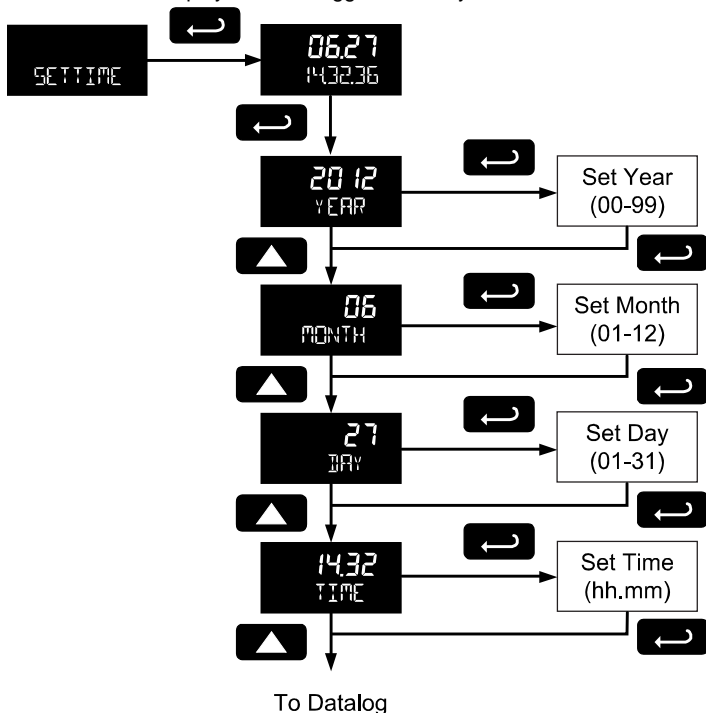 SETTIME
06.27
14.32.36
2012
YEAR
Set Year
(00-99)
06
MONTH
Set Month
(01-12)
27
DAY
Set Day
(01-31)
14.32
TIME
Set Time
(hh.mm)
To Datalog